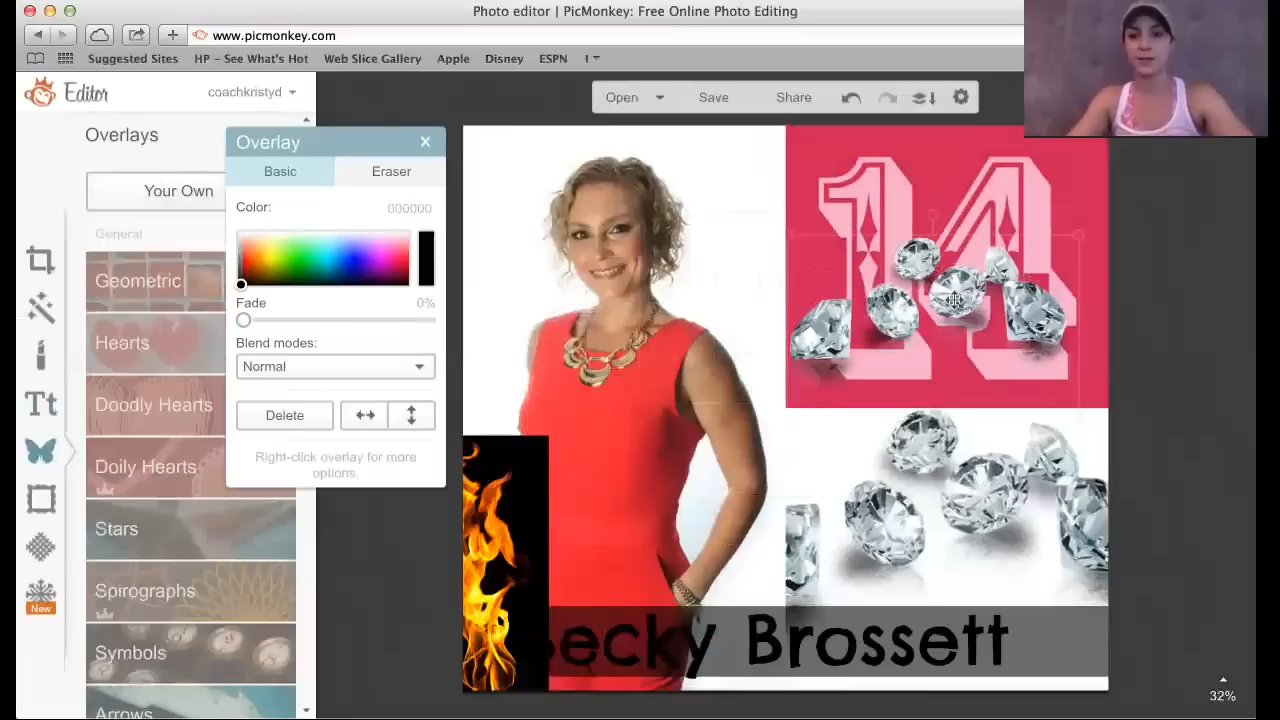 Photo editor | PicMonkey: Free Online Photo Editing
www.picmonkey.com
Suggested Sites HP – See What's Hot Web Slice Gallery Apple Disney ESPN
Editor
coachkristyd
Open Save Share
Overlays
Your Own
General
Geometric
Hearts
Doodly Hearts
Doily Hearts
Stars
Spirographs
Symbols
Arrows
New
Tt
Overlay
Basic Eraser
Color: 000000
Fade 0%
Blend modes:
Normal
Delete
Right-click overlay for more
options.
14
Becky Brossett
32%